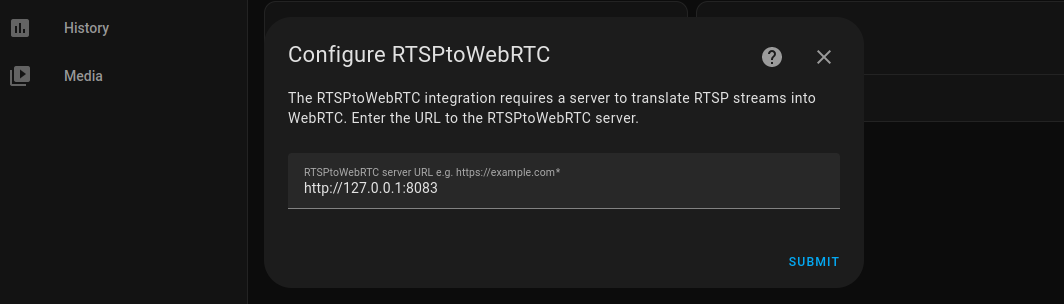 History
Media
Configure RTSPtoWebRTC
The RTSPtoWebRTC integration requires a server to translate RTSP streams into
WebRTC. Enter the URL to the RTSPtoWebRTC server.
RTSPtoWebRTC server URL e.g. https://example.com*
http://127.0.0.1:8083
SUBMIT